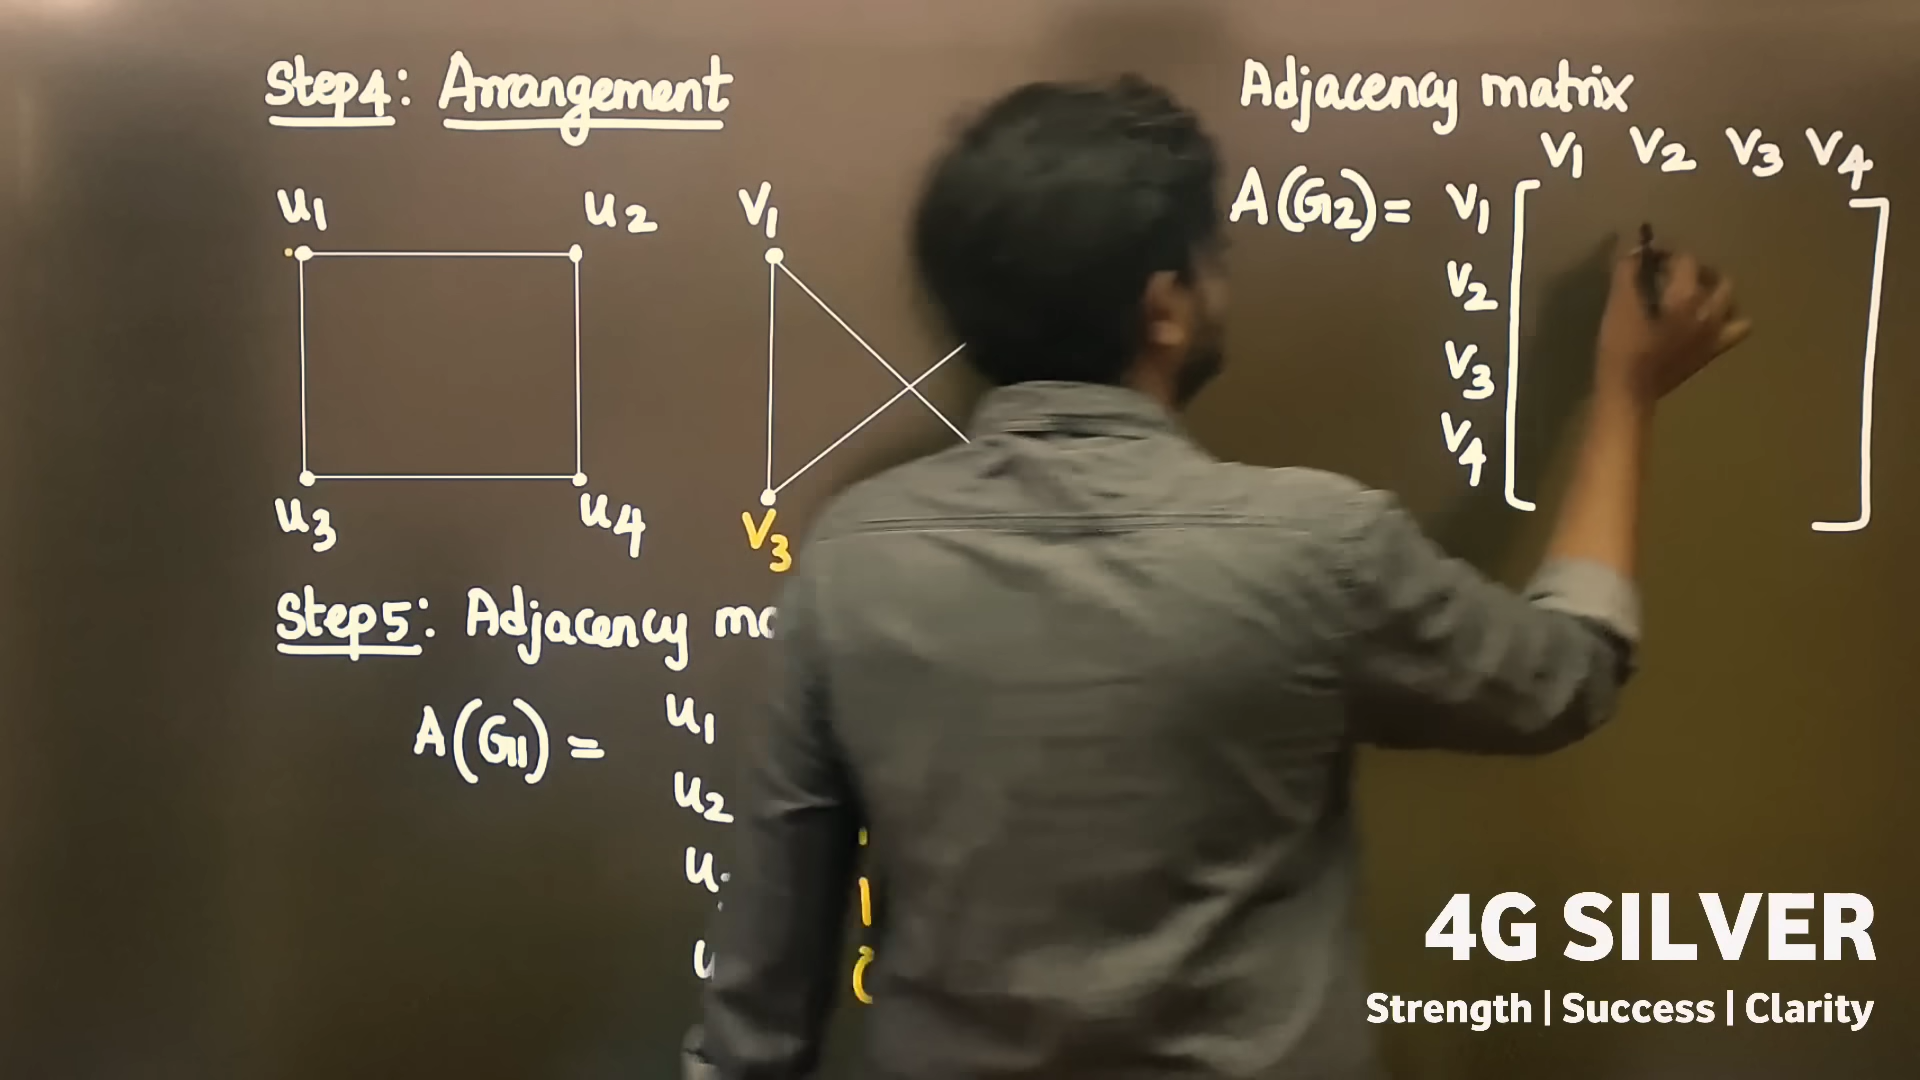 Step4: Arrangement
u1 u2
v1
u3 u4
v3
Step5: Adjacency
A(G1) =
u1
u2
Adjacency matrix
v1 v2 v3 v4
A(G2)= v1
v2
v3
v4
4G SILVER
Strength | Success | Clarity